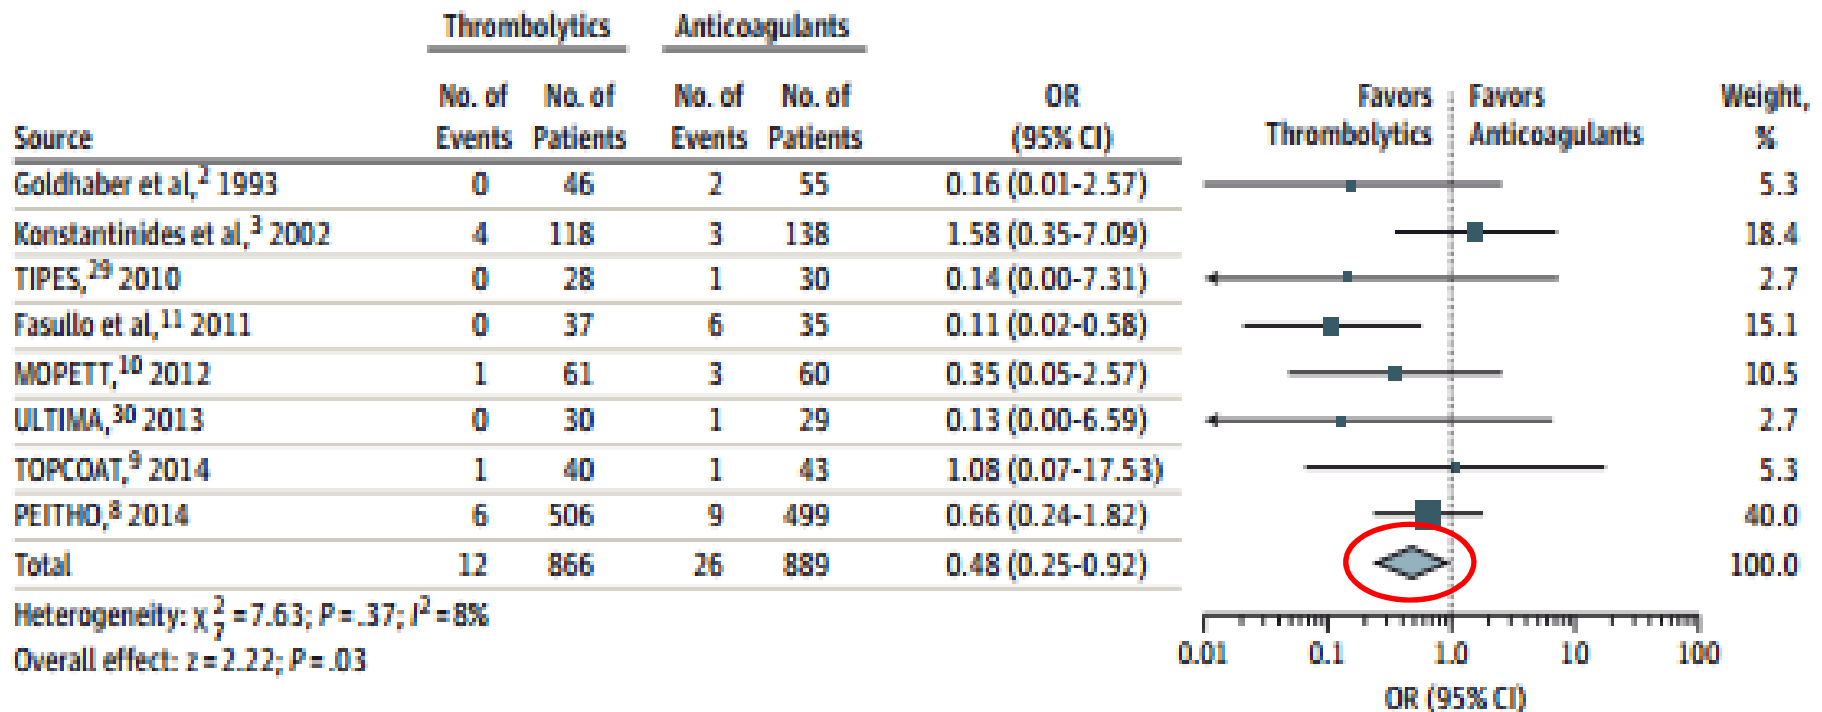 Thrombolytics Anticoagulants
No. of No. of No. of No. of OR Favors Favors Weight,
Source Events Patients Events Patients (95% CI) Thrombolytics Anticoagulants %
Goldhaber et al,2 1993 0 46 2 55 0.16 (0.01-2.57) 5.3
Konstantinides et al,3 2002 4 118 3 138 1.58 (0.35-7.09) 18.4
TIPES,29 2010 0 28 1 30 0.14 (0.00-7.31) 2.7
Fasullo et al,11 2011 0 37 6 35 0.11 (0.02-0.58) 15.1
MOPETT,10 2012 1 61 3 60 0.35 (0.05-2.57) 10.5
ULTIMA,30 2013 0 30 1 29 0.13 (0.00-6.59) 2.7
TOPCOAT,9 2014 1 40 1 43 1.08 (0.07-17.53) 5.3
PEITHO,8 2014 6 506 9 499 0.66 (0.24-1.82) 40.0
Total 12 866 26 889 0.48 (0.25-0.92) 100.0
Heterogeneity: χ²₇=7.63; P=.37; I²=8%
Overall effect: z=2.22; P=.03
0.01 0.1 1.0 10 100
OR (95% CI)